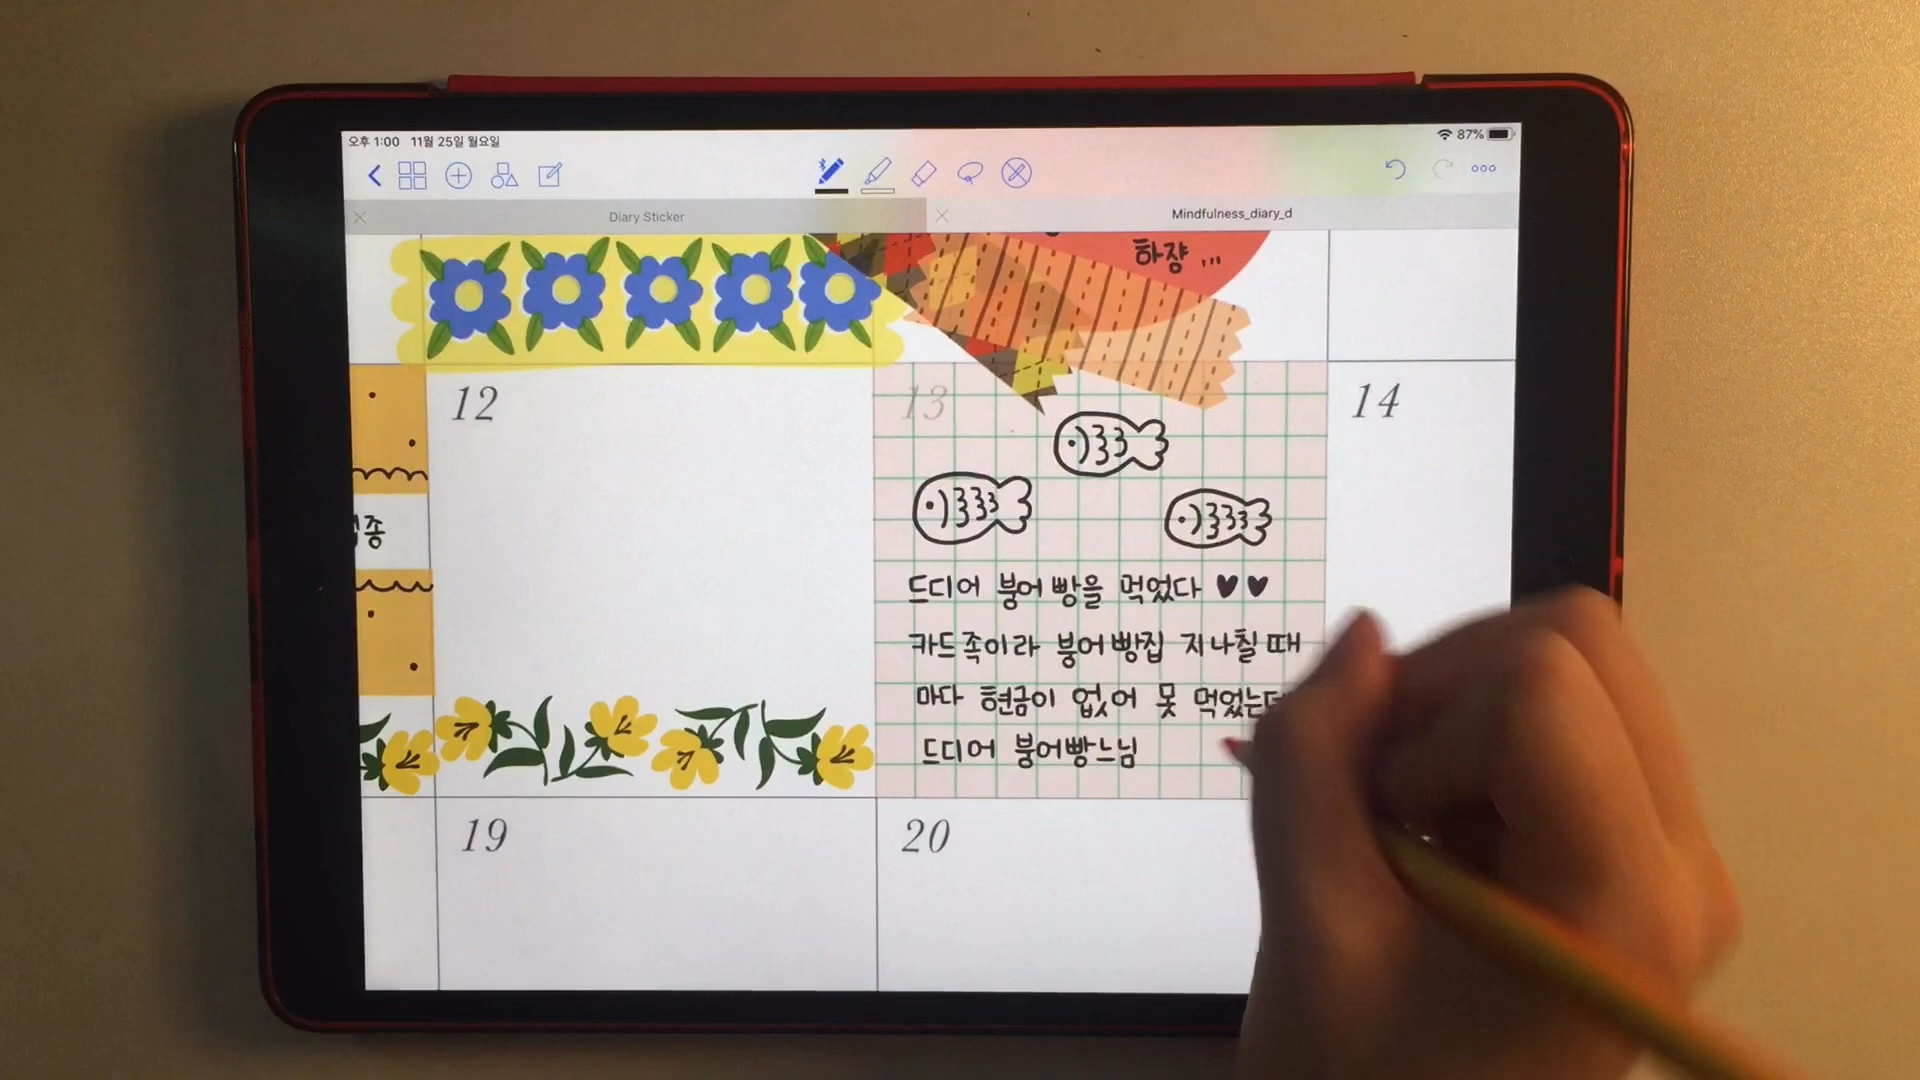 오후 1:00 11월 25일 월요일
87%
Diary Sticker
Mindfulness_diary_d
하쟝 ...
12
13
14
드디어 붕어빵을 먹었다 ♥♥
카드족이라 붕어빵집 지나칠때
마다 현금이 없어 못 먹었는데
드디어 붕어빵느님
종
19
20